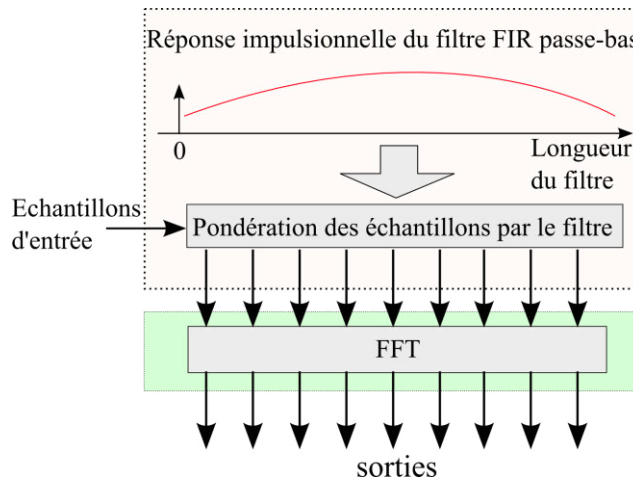 Réponse impulsionnelle du filtre FIR passe-bas
0
Longueur
du filtre
Echantillons
d'entrée
Pondération des échantillons par le filtre
FFT
sorties